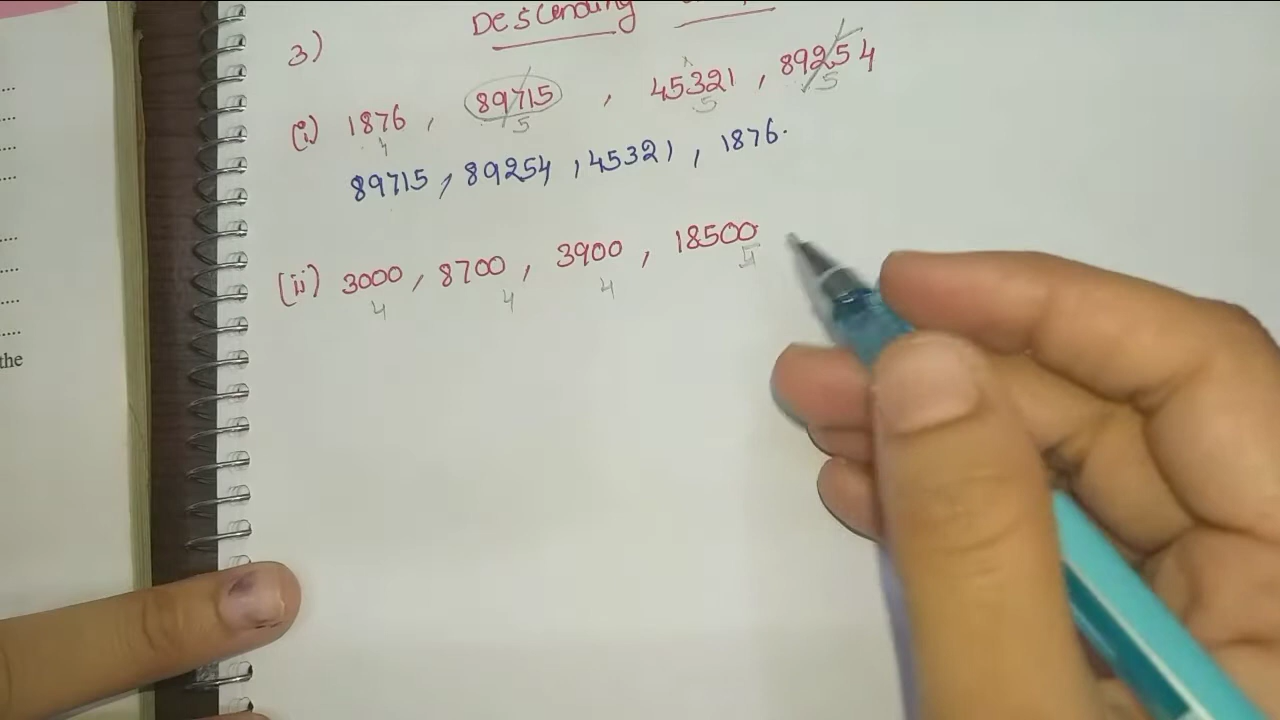 Descending
3)
(i) 1876, 89715, 45321, 89254
4 5 5 5
89715, 89254, 45321, 1876.
(ii) 3000, 8700, 3900, 18500
4 4 4 5
the